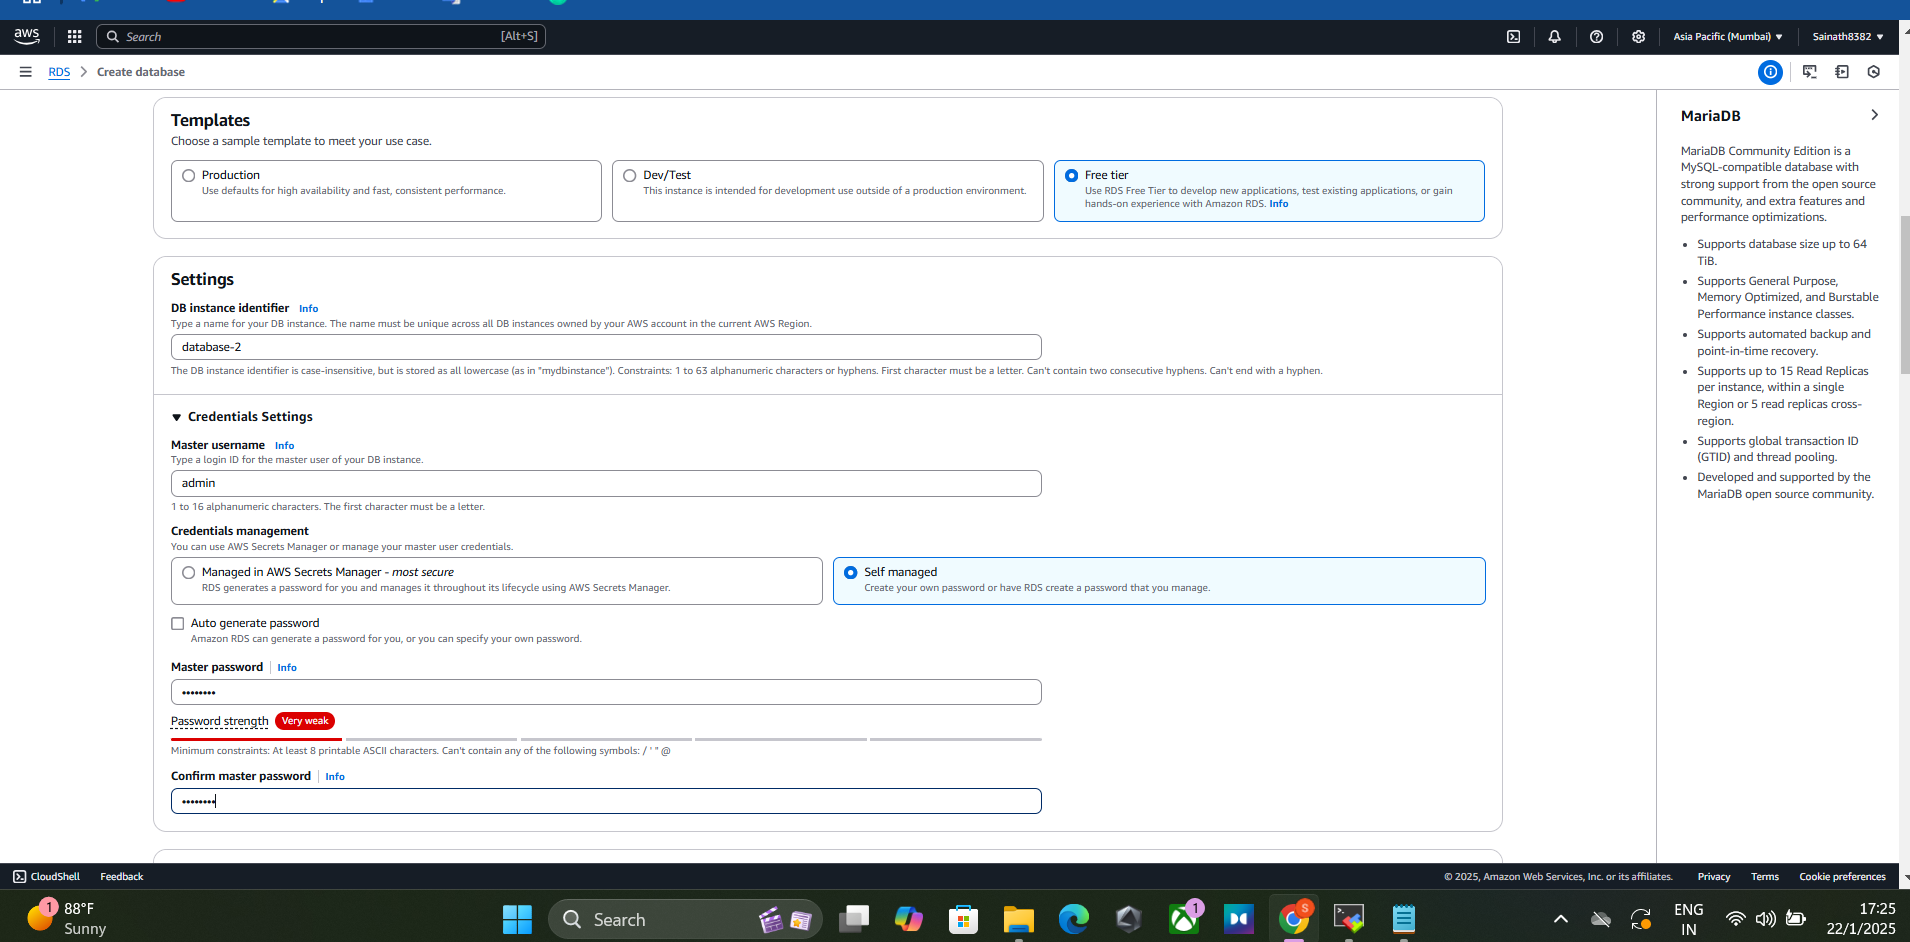 aws
Search
[Alt+S]
Asia Pacific (Mumbai)
Sainath8382
RDS
Create database
Templates
Choose a sample template to meet your use case.
Production
Use defaults for high availability and fast, consistent performance.
Dev/Test
This instance is intended for development use outside of a production environment.
Free tier
Use RDS Free Tier to develop new applications, test existing applications, or gain
hands-on experience with Amazon RDS. Info
Settings
DB instance identifier Info
Type a name for your DB instance. The name must be unique across all DB instances owned by your AWS account in the current AWS Region.
database-2
The DB instance identifier is case-insensitive, but is stored as all lowercase (as in "mydbinstance"). Constraints: 1 to 63 alphanumeric characters or hyphens. First character must be a letter. Can't contain two consecutive hyphens. Can't end with a hyphen.
Credentials Settings
Master username Info
Type a login ID for the master user of your DB instance.
admin
1 to 16 alphanumeric characters. The first character must be a letter.
Credentials management
You can use AWS Secrets Manager or manage your master user credentials.
Managed in AWS Secrets Manager - most secure
RDS generates a password for you and manages it throughout its lifecycle using AWS Secrets Manager.
Self managed
Create your own password or have RDS create a password that you manage.
Auto generate password
Amazon RDS can generate a password for you, or you can specify your own password.
Master password Info
••••••••
Password strength Very weak
Minimum constraints: At least 8 printable ASCII characters. Can't contain any of the following symbols: / ' " @
Confirm master password Info
••••••••
MariaDB
MariaDB Community Edition is a
MySQL-compatible database with
strong support from the open source
community, and extra features and
performance optimizations.
• Supports database size up to 64
TiB.
• Supports General Purpose,
Memory Optimized, and Burstable
Performance instance classes.
• Supports automated backup and
point-in-time recovery.
• Supports up to 15 Read Replicas
per instance, within a single
Region or 5 read replicas cross-
region.
• Supports global transaction ID
(GTID) and thread pooling.
• Developed and supported by the
MariaDB open source community.
CloudShell
Feedback
© 2025, Amazon Web Services, Inc. or its affiliates.
Privacy
Terms
Cookie preferences
1
88°F
Sunny
Search
1
S
ENG
IN
17:25
22/1/2025